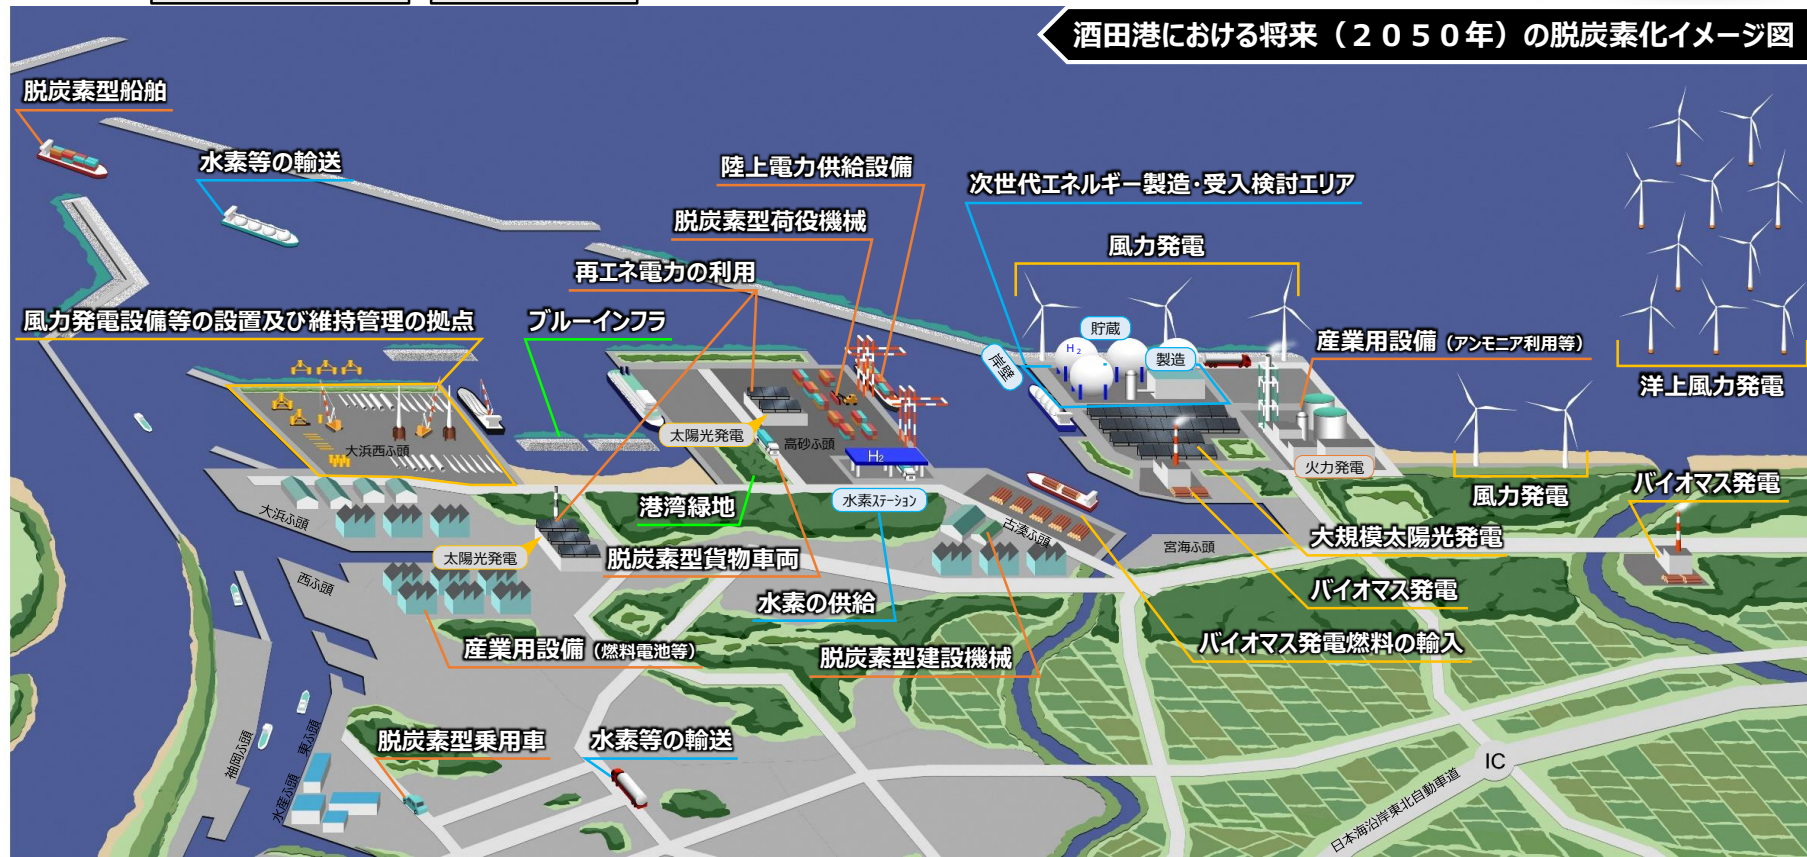 酒田港における将来（２０５０年）の脱炭素化イメージ図
脱炭素型船舶
水素等の輸送
陸上電力供給設備
次世代エネルギー製造・受入検討エリア
脱炭素型荷役機械
風力発電
再エネ電力の利用
風力発電設備等の設置及び維持管理の拠点
ブルーインフラ
貯蔵
H₂
製造
岸壁
産業用設備（アンモニア利用等）
洋上風力発電
太陽光発電
高砂ふ頭
大浜西ふ頭
H₂
火力発電
風力発電
水素ステーション
バイオマス発電
港湾緑地
大浜ふ頭
古湊ふ頭
大規模太陽光発電
宮海ふ頭
太陽光発電
脱炭素型貨物車両
西ふ頭
バイオマス発電
水素の供給
バイオマス発電燃料の輸入
産業用設備（燃料電池等）
脱炭素型建設機械
脱炭素型乗用車
水素等の輸送
東ふ頭
袖岡ふ頭
水産ふ頭
IC
日本海沿岸東北自動車道